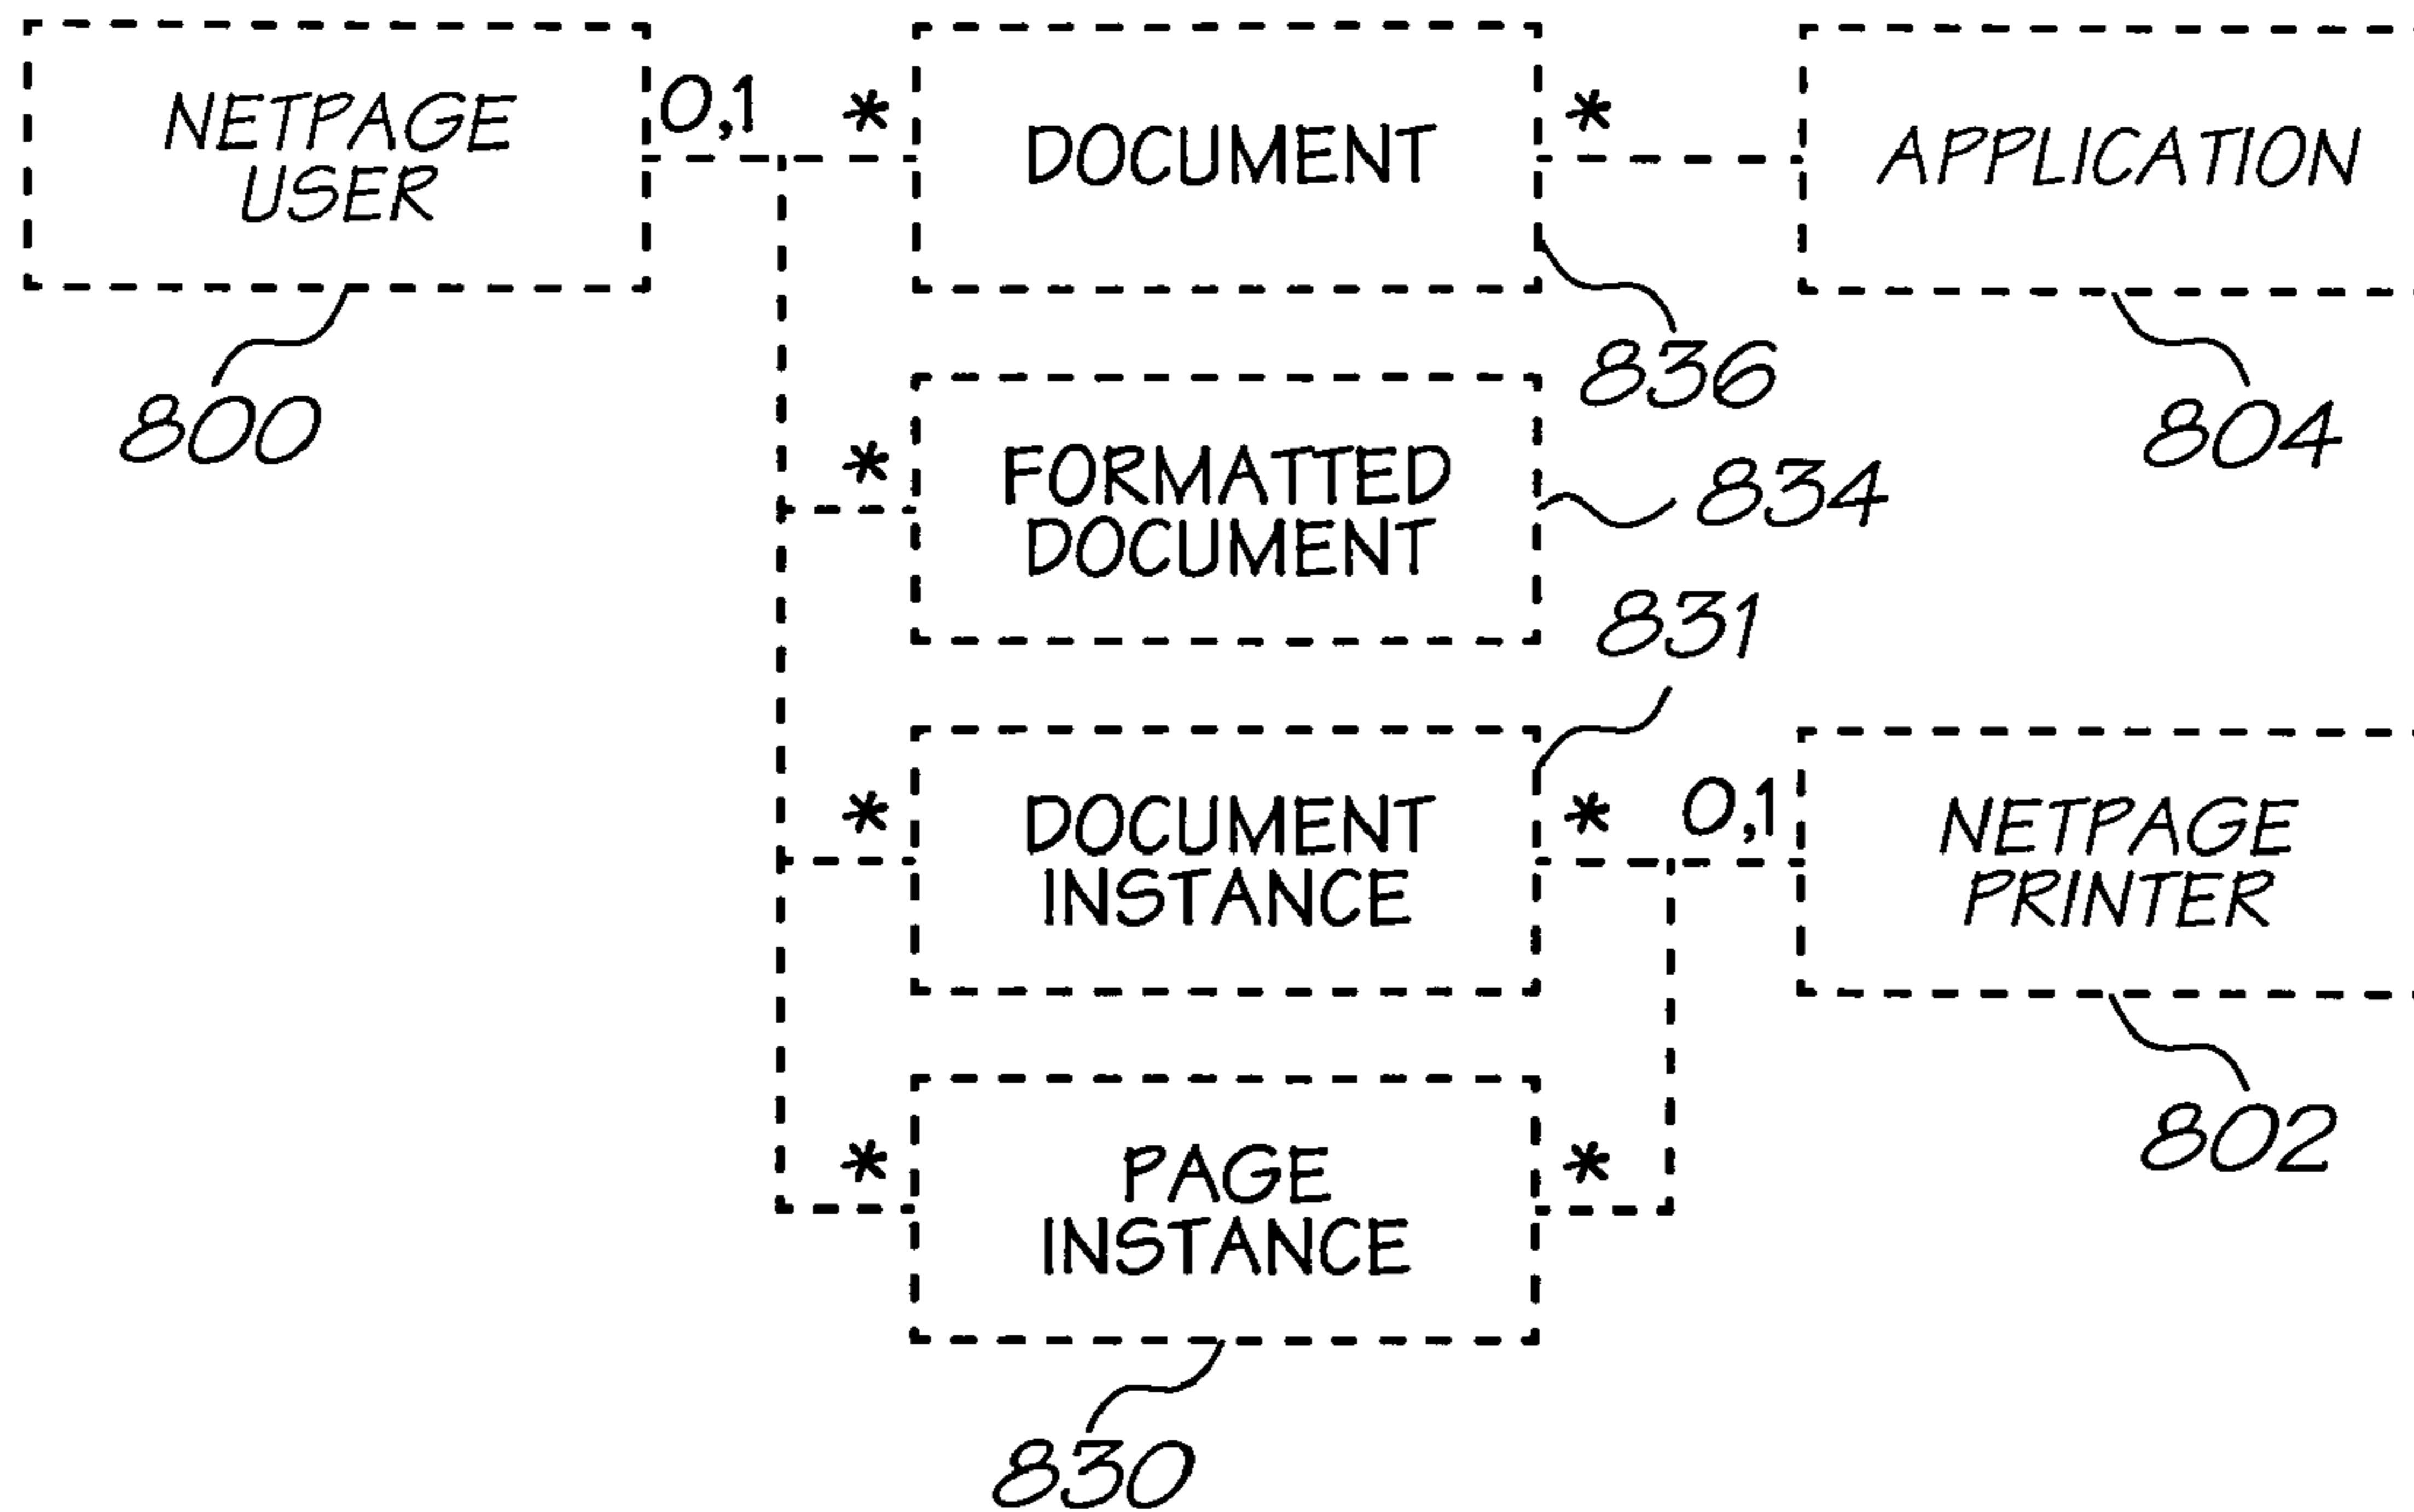 NETPAGE
USER
0,1
*
DOCUMENT
*
APPLICATION
800
836
804
*
FORMATTED
DOCUMENT
834
831
*
DOCUMENT
INSTANCE
*
0,1
NETPAGE
PRINTER
802
*
PAGE
INSTANCE
*
830